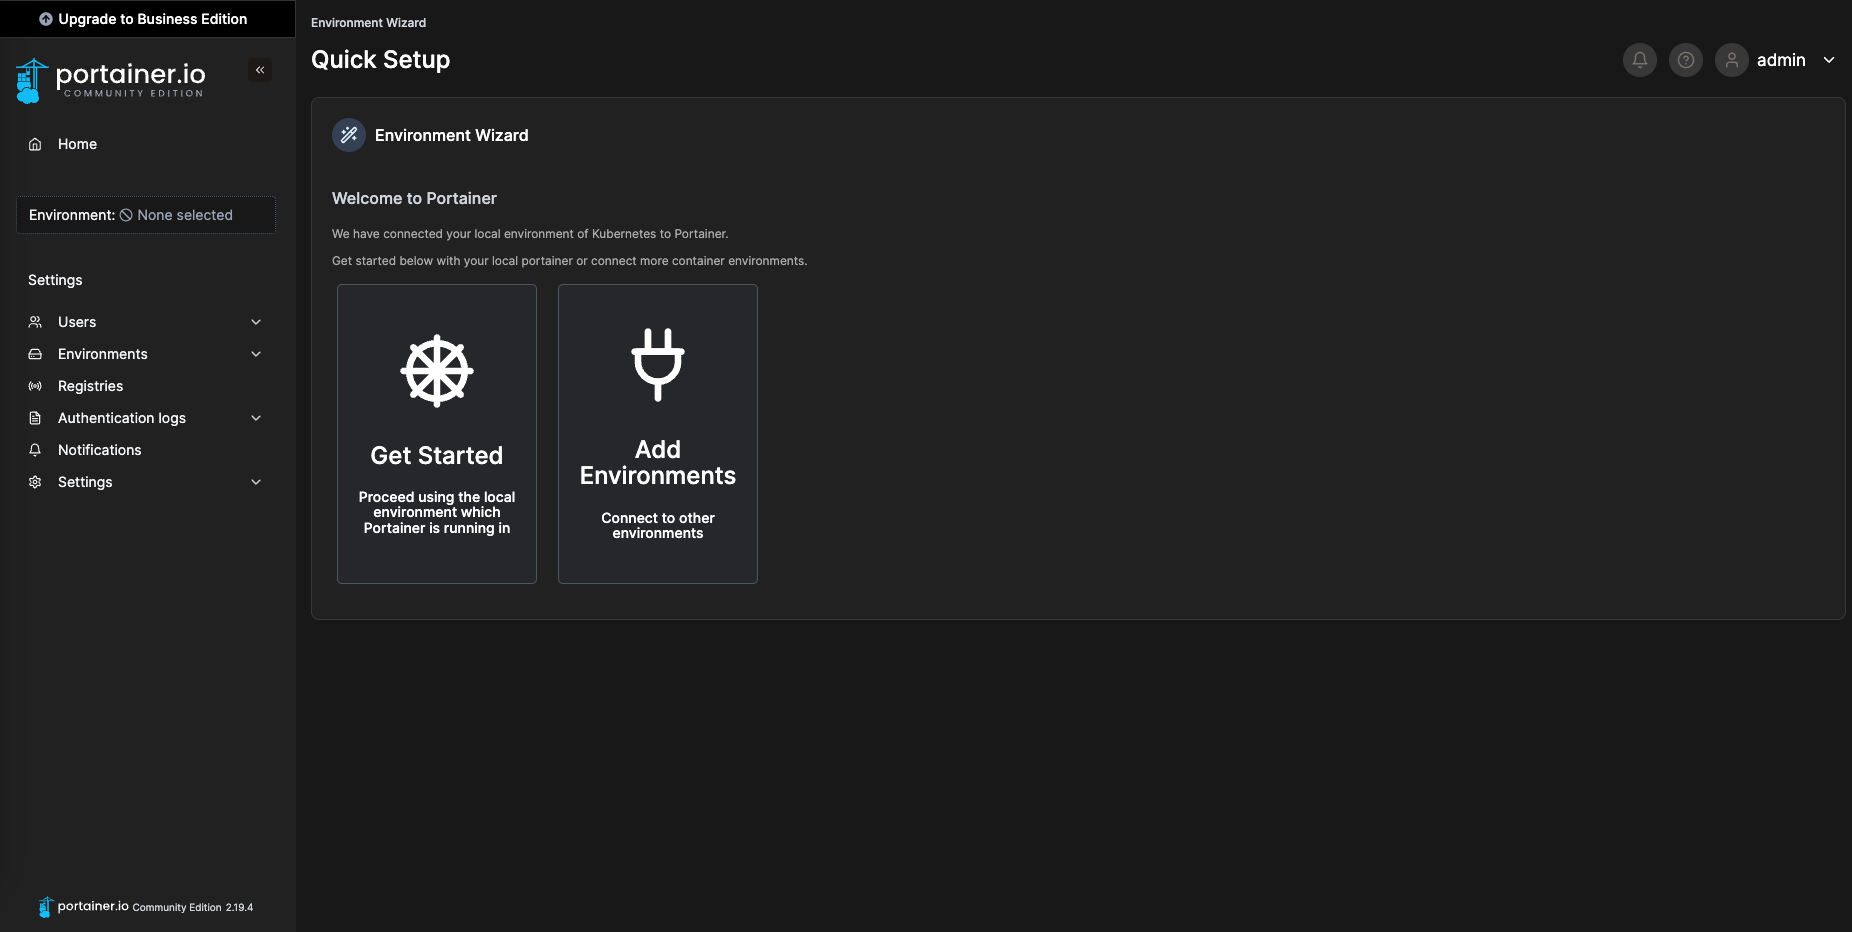 Upgrade to Business Edition
portainer.io
COMMUNITY EDITION
Home
Environment: None selected
Settings
Users
Environments
Registries
Authentication logs
Notifications
Settings
portainer.io Community Edition 2.19.4
Environment Wizard
Quick Setup
admin
Environment Wizard
Welcome to Portainer
We have connected your local environment of Kubernetes to Portainer.
Get started below with your local portainer or connect more container environments.
Get Started
Proceed using the local
environment which
Portainer is running in
Add
Environments
Connect to other
environments